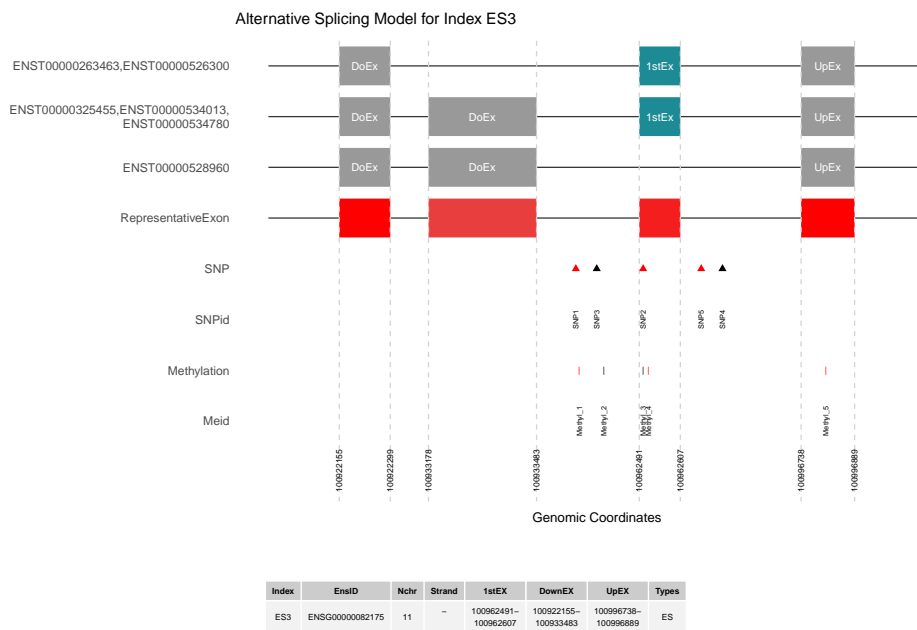 Alternative Splicing Model for Index ES3
ENST00000263463,ENST00000526300
DoEx 1stEx UpEx
ENST00000325455,ENST00000534013,
ENST00000534780
DoEx DoEx 1stEx UpEx
ENST00000528960
DoEx DoEx UpEx
RepresentativeExon
SNP
SNPid
SNP1 SNP3 SNP2 SNP5 SNP4
Methylation
Meid
Methyl_1 Methyl_2 Methyl_3 Methyl_4 Methyl_5
100922155 100922299 100933178 100933483 100962491 100962607 100996738 100996889
Genomic Coordinates
Index EnsID Nchr Strand 1stEX DownEX UpEX Types
ES3 ENSG00000082175 11 – 100962491– 100922155– 100996738– ES
100962607 100933483 100996889